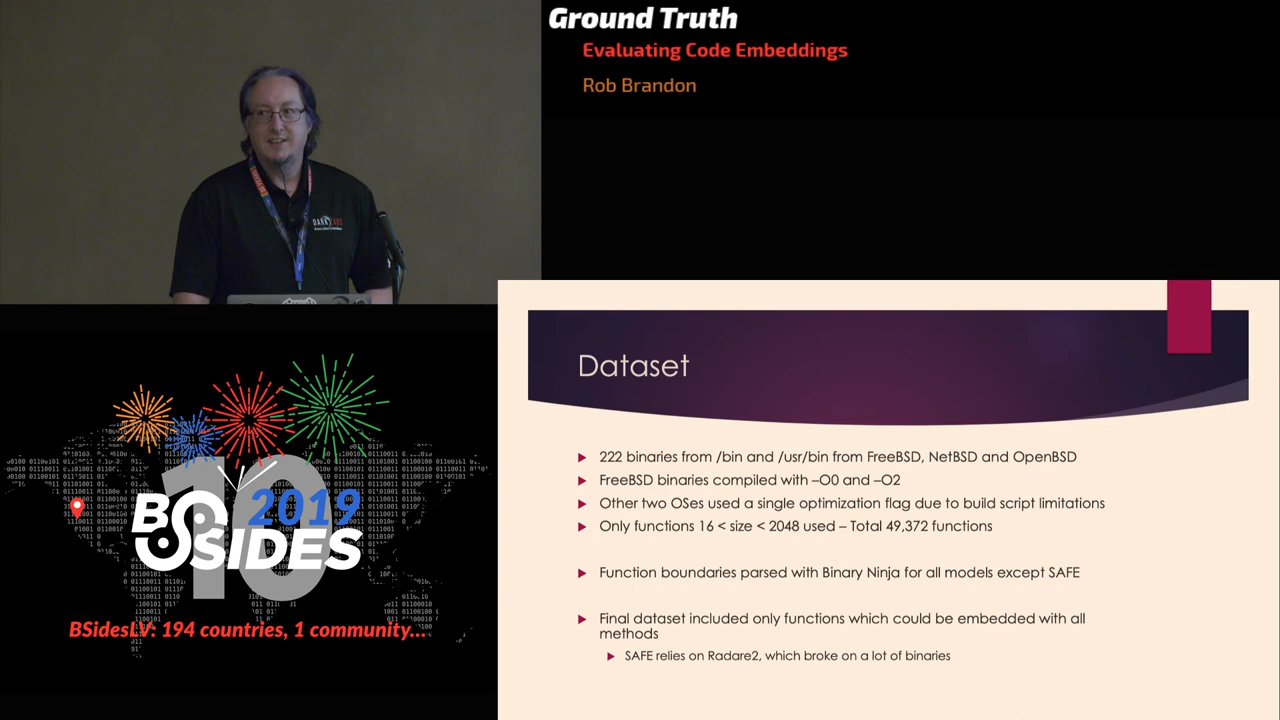 Ground Truth
Evaluating Code Embeddings
Rob Brandon
DARK LABS
Dataset
222 binaries from /bin and /usr/bin from FreeBSD, NetBSD and OpenBSD
FreeBSD binaries compiled with –O0 and –O2
Other two OSes used a single optimization flag due to build script limitations
Only functions 16 < size < 2048 used – Total 49,372 functions
Function boundaries parsed with Binary Ninja for all models except SAFE
Final dataset included only functions which could be embedded with all
methods
SAFE relies on Radare2, which broke on a lot of binaries
10
2019
BSIDES
BSidesLV: 194 countries, 1 community...